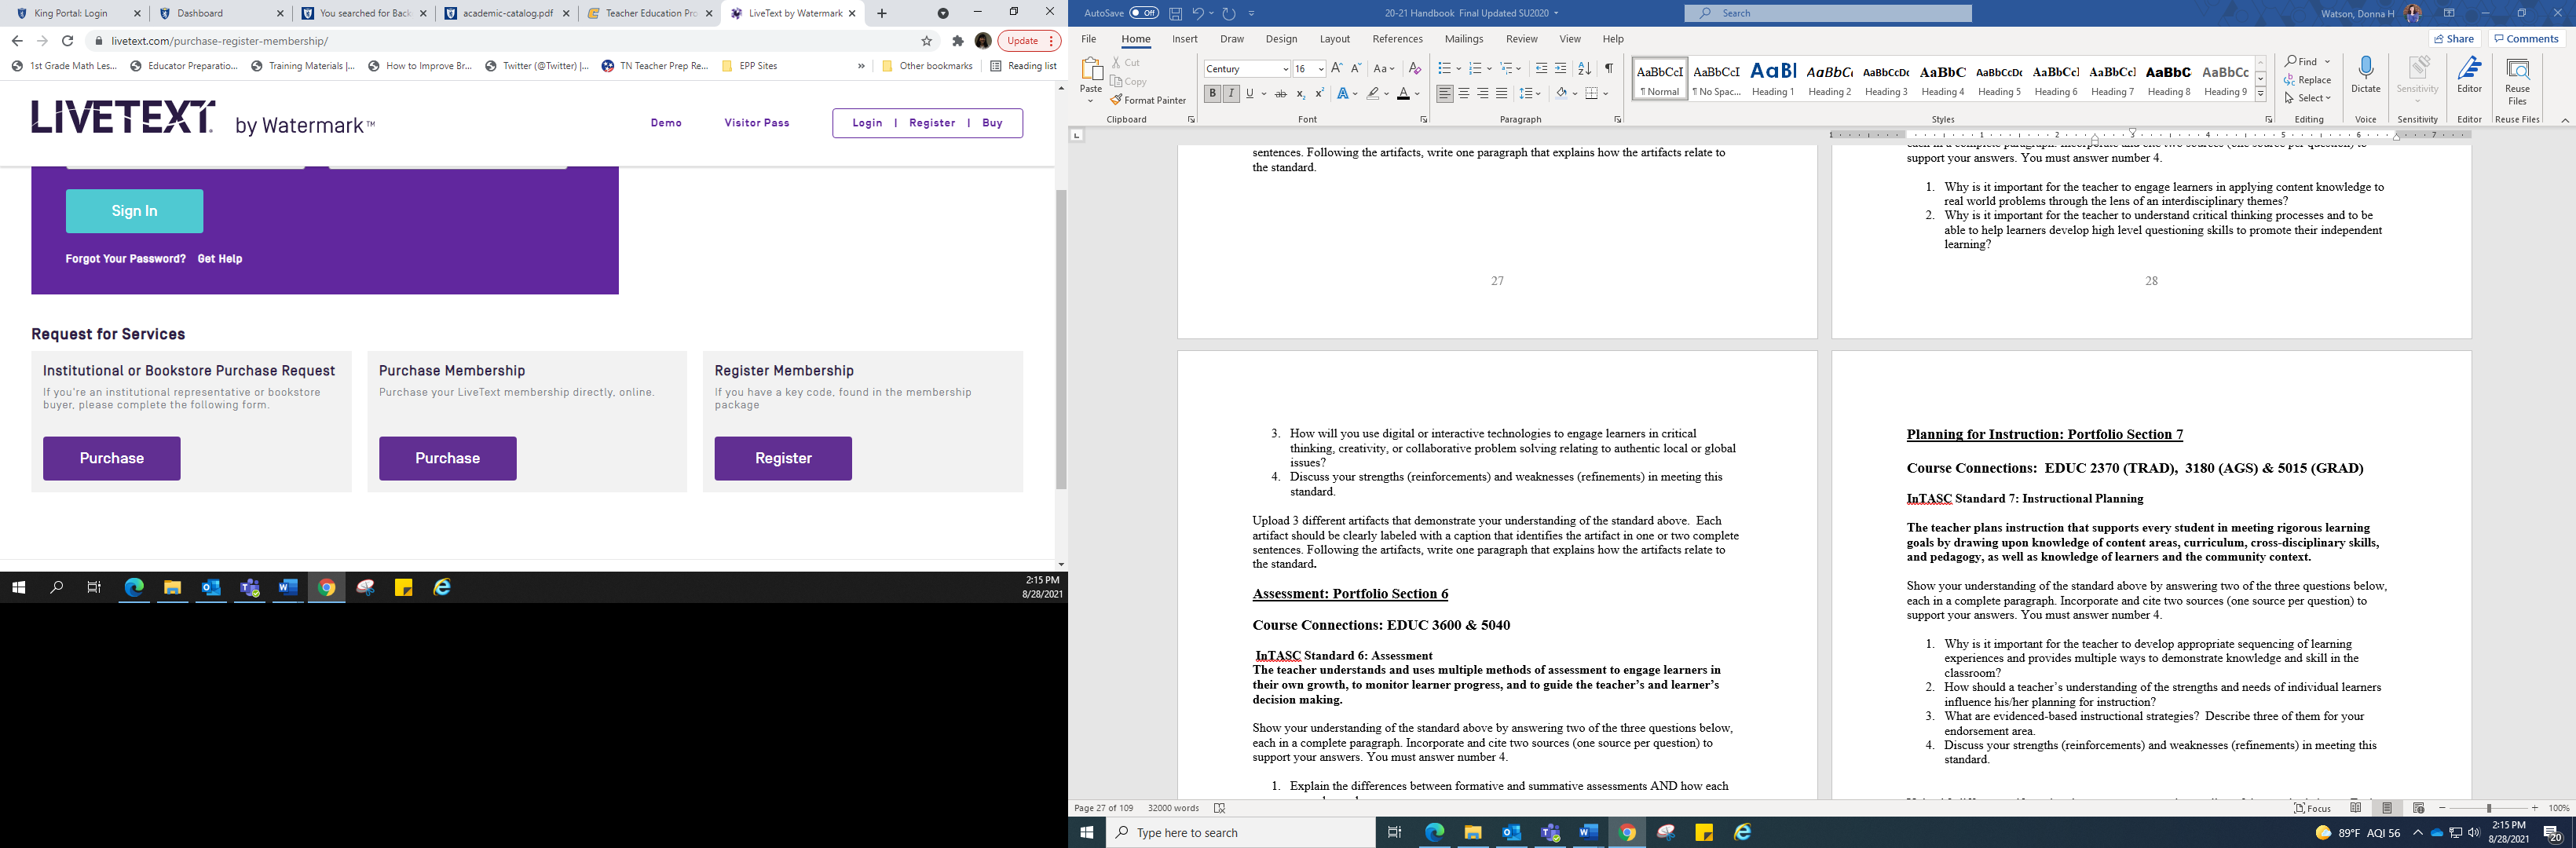 King Portal: Login
Dashboard
You searched for Back
academic-catalog.pdf
Teacher Education Pro
LiveText by Watermark
livetext.com/purchase-register-membership/
Update
1st Grade Math Les...
Educator Preparatio...
Training Materials |...
How to Improve Br...
Twitter (@Twitter) |...
TN Teacher Prep Re...
EPP Sites
»
Other bookmarks
Reading list
LIVETEXT by Watermark™
Demo
Visitor Pass
Login | Register | Buy
Sign In
Forgot Your Password? Get Help
Request for Services
Institutional or Bookstore Purchase Request
If you're an institutional representative or bookstore
buyer, please complete the following form.
Purchase
Purchase Membership
Purchase your LiveText membership directly, online.
Purchase
Register Membership
If you have a key code, found in the membership
package
Register
2:15 PM
8/28/2021
AutoSave Off
20-21 Handbook Final Updated SU2020
Search
Watson, Donna H
File Home Insert Draw Design Layout References Mailings Review View Help
Share
Comments
Paste
Cut
Copy
Format Painter
Clipboard
Century 16
Font
Paragraph
AaBbCcI AaBbCcI AaBl AaBbCc AaBbCcDc AaBbC AaBbCcDc AaBbCcl AaBbCcl AaBbC AaBbCc
¶ Normal ¶ No Spac... Heading 1 Heading 2 Heading 3 Heading 4 Heading 5 Heading 6 Heading 7 Heading 8 Heading 9
Styles
Find
Replace
Select
Editing
Dictate
Voice
Sensitivity
Sensitivity
Editor
Editor
Reuse
Files
Reuse Files
sentences. Following the artifacts, write one paragraph that explains how the artifacts relate to
the standard.
27
each in a complete paragraph. Incorporate and cite two sources (one source per question) to
support your answers. You must answer number 4.
1. Why is it important for the teacher to engage learners in applying content knowledge to
real world problems through the lens of an interdisciplinary themes?
2. Why is it important for the teacher to understand critical thinking processes and to be
able to help learners develop high level questioning skills to promote their independent
learning?
28
3. How will you use digital or interactive technologies to engage learners in critical
thinking, creativity, or collaborative problem solving relating to authentic local or global
issues?
4. Discuss your strengths (reinforcements) and weaknesses (refinements) in meeting this
standard.
Upload 3 different artifacts that demonstrate your understanding of the standard above. Each
artifact should be clearly labeled with a caption that identifies the artifact in one or two complete
sentences. Following the artifacts, write one paragraph that explains how the artifacts relate to
the standard.
Assessment: Portfolio Section 6
Course Connections: EDUC 3600 & 5040
InTASC Standard 6: Assessment
The teacher understands and uses multiple methods of assessment to engage learners in
their own growth, to monitor learner progress, and to guide the teacher's and learner's
decision making.
Show your understanding of the standard above by answering two of the three questions below,
each in a complete paragraph. Incorporate and cite two sources (one source per question) to
support your answers. You must answer number 4.
1. Explain the differences between formative and summative assessments AND how each
Planning for Instruction: Portfolio Section 7
Course Connections: EDUC 2370 (TRAD), 3180 (AGS) & 5015 (GRAD)
InTASC Standard 7: Instructional Planning
The teacher plans instruction that supports every student in meeting rigorous learning
goals by drawing upon knowledge of content areas, curriculum, cross-disciplinary skills,
and pedagogy, as well as knowledge of learners and the community context.
Show your understanding of the standard above by answering two of the three questions below,
each in a complete paragraph. Incorporate and cite two sources (one source per question) to
support your answers. You must answer number 4.
1. Why is it important for the teacher to develop appropriate sequencing of learning
experiences and provides multiple ways to demonstrate knowledge and skill in the
classroom?
2. How should a teacher's understanding of the strengths and needs of individual learners
influence his/her planning for instruction?
3. What are evidenced-based instructional strategies? Describe three of them for your
endorsement area.
4. Discuss your strengths (reinforcements) and weaknesses (refinements) in meeting this
standard.
Page 27 of 109 32000 words
Focus
100%
Type here to search
89°F AQI 56
2:15 PM
8/28/2021
20